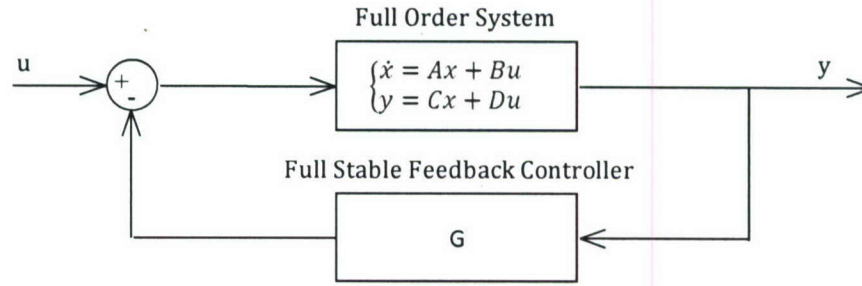 Full Order System
u
+
-
ẋ = Ax + Bu
y = Cx + Du
y
Full Stable Feedback Controller
G